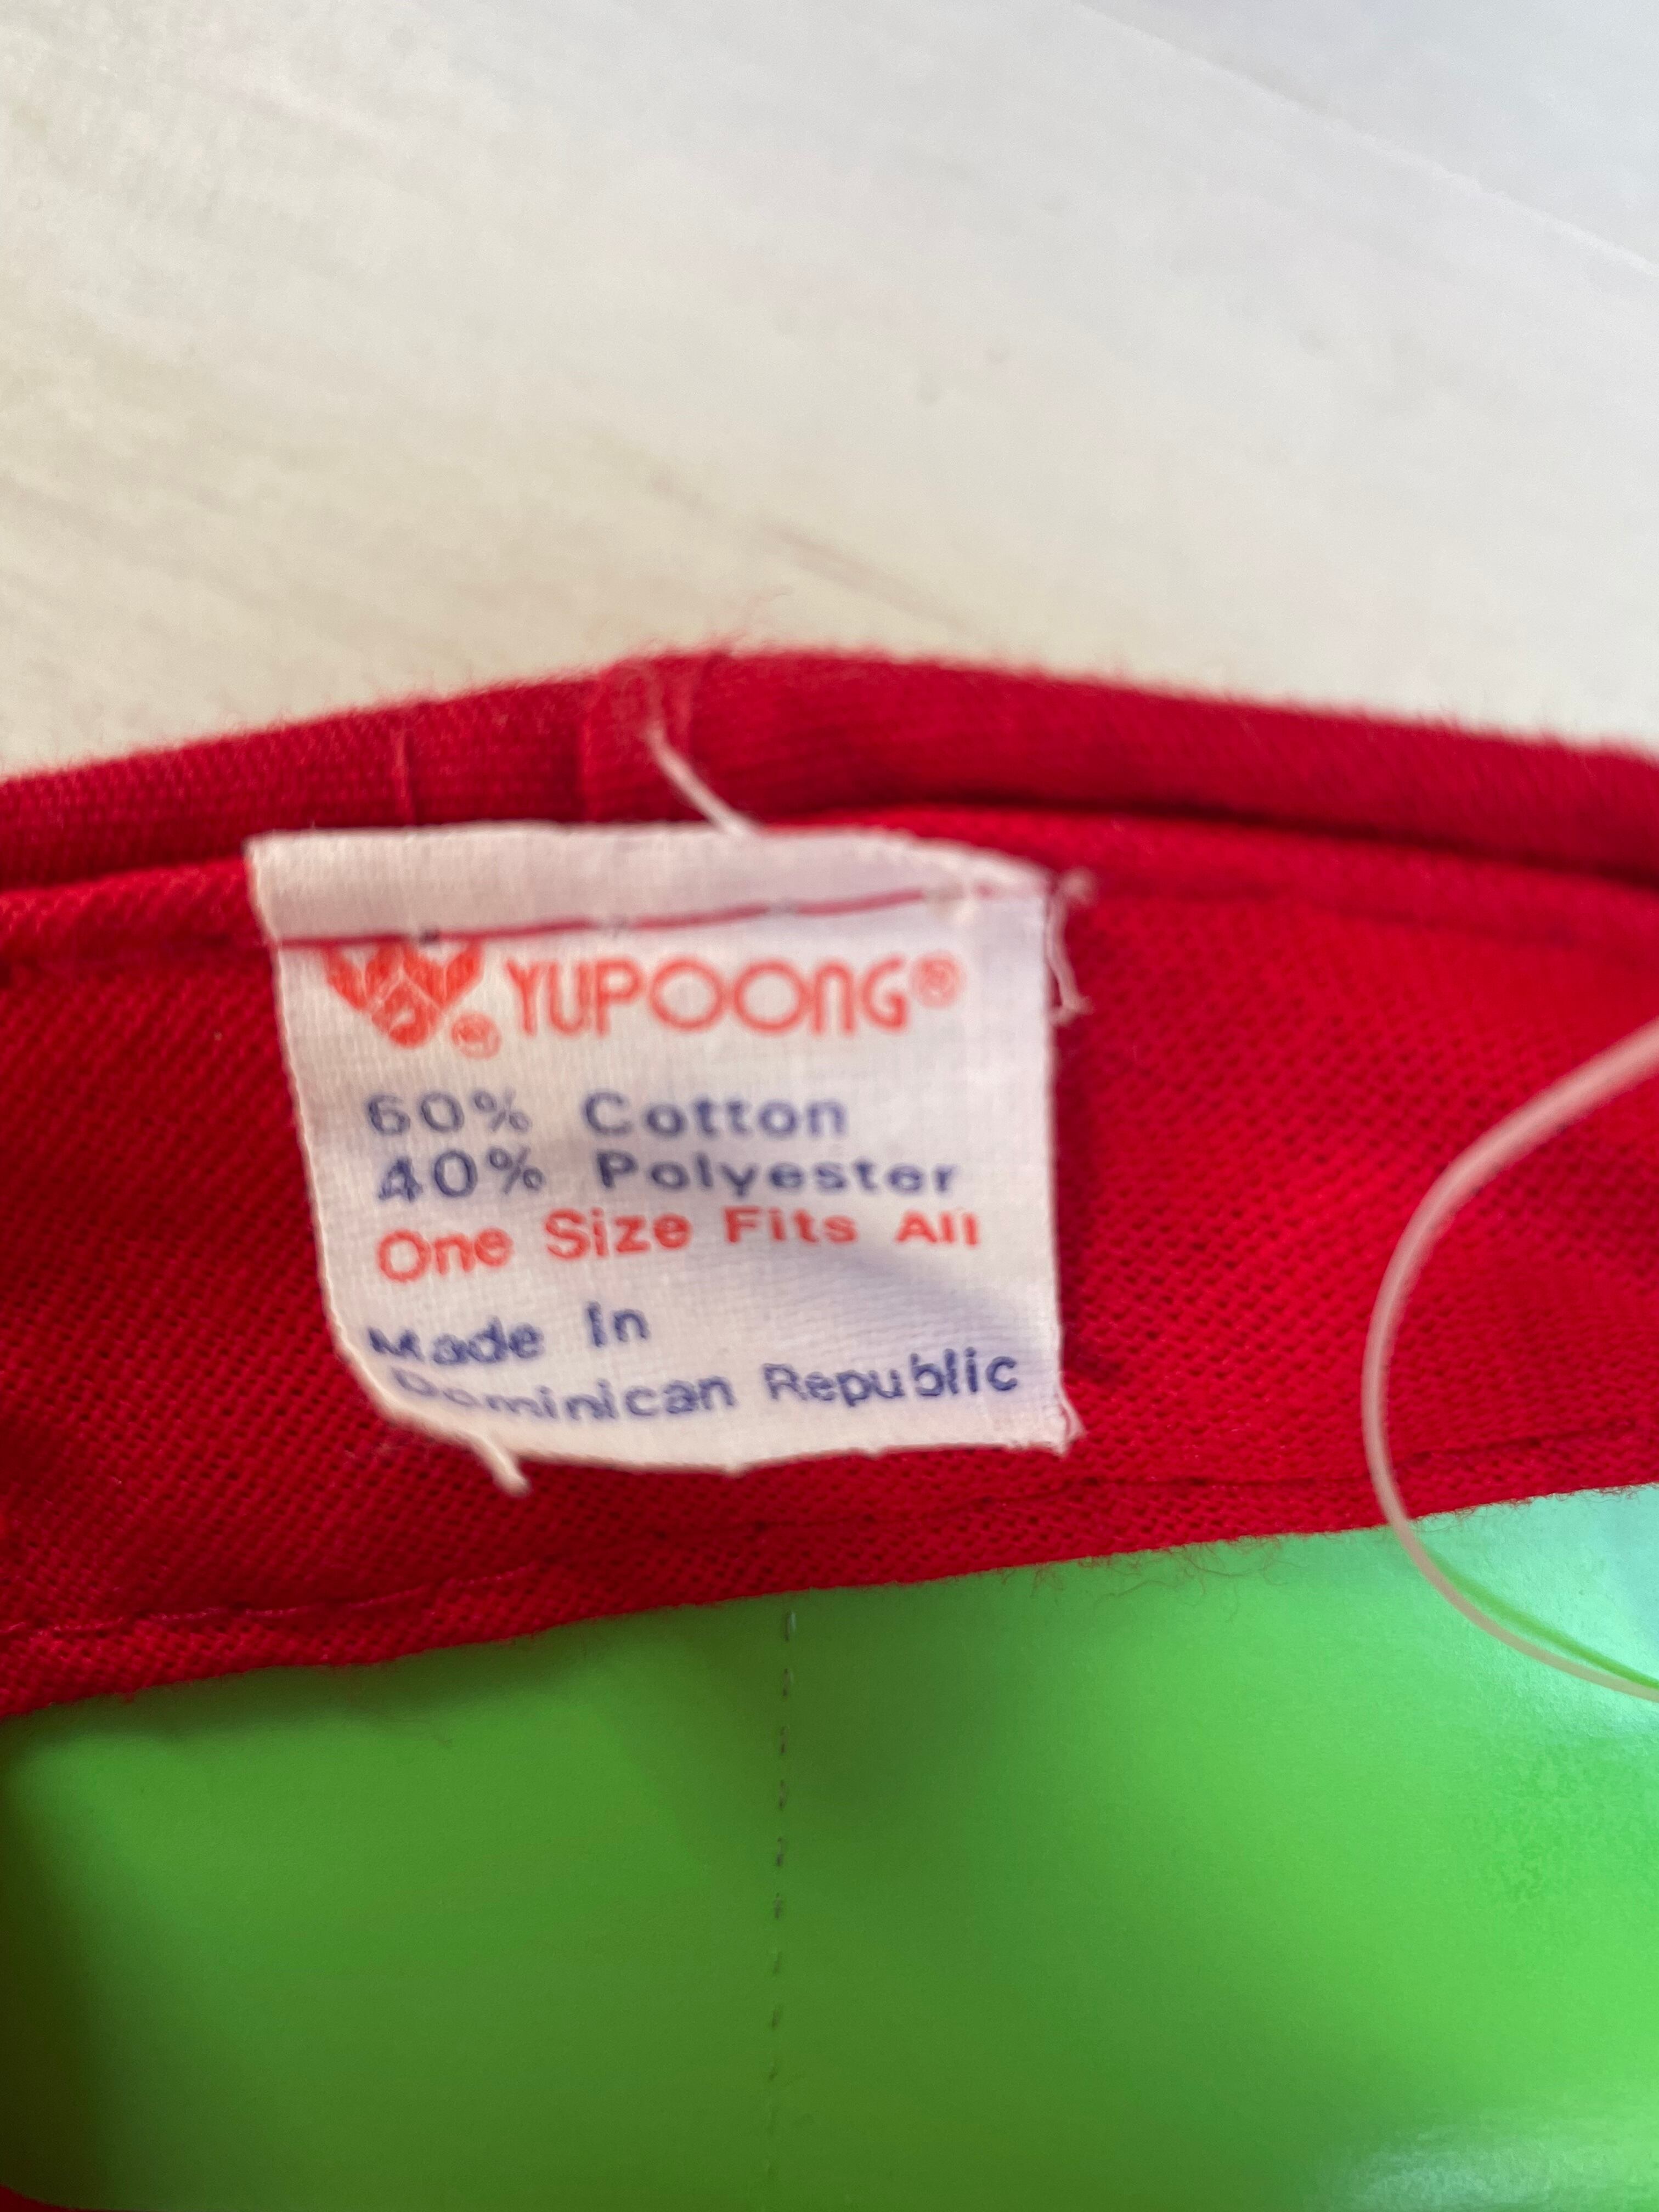 YUPOONG®
60% Cotton
40% Polyester
One Size Fits All
Made In
Dominican Republic